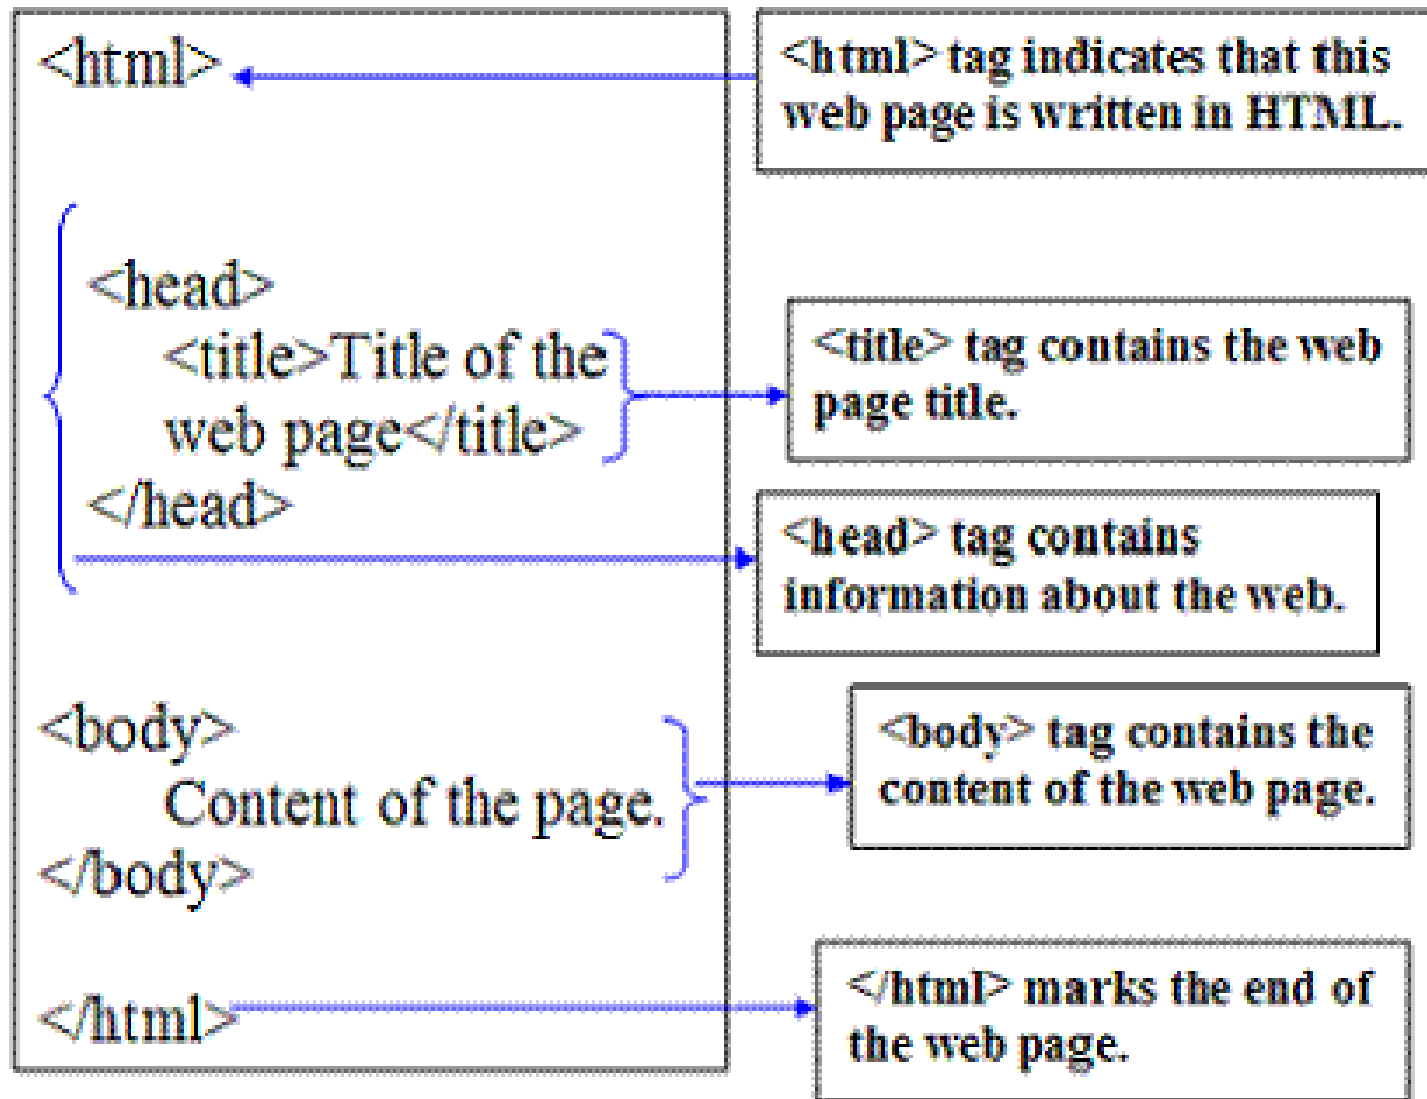 <html>
<html> tag indicates that this
web page is written in HTML.
<head>
<title>Title of the
web page</title>
</head>
<title> tag contains the web
page title.
<head> tag contains
information about the web.
<body>
Content of the page.
</body>
<body> tag contains the
content of the web page.
</html>
</html> marks the end of
the web page.